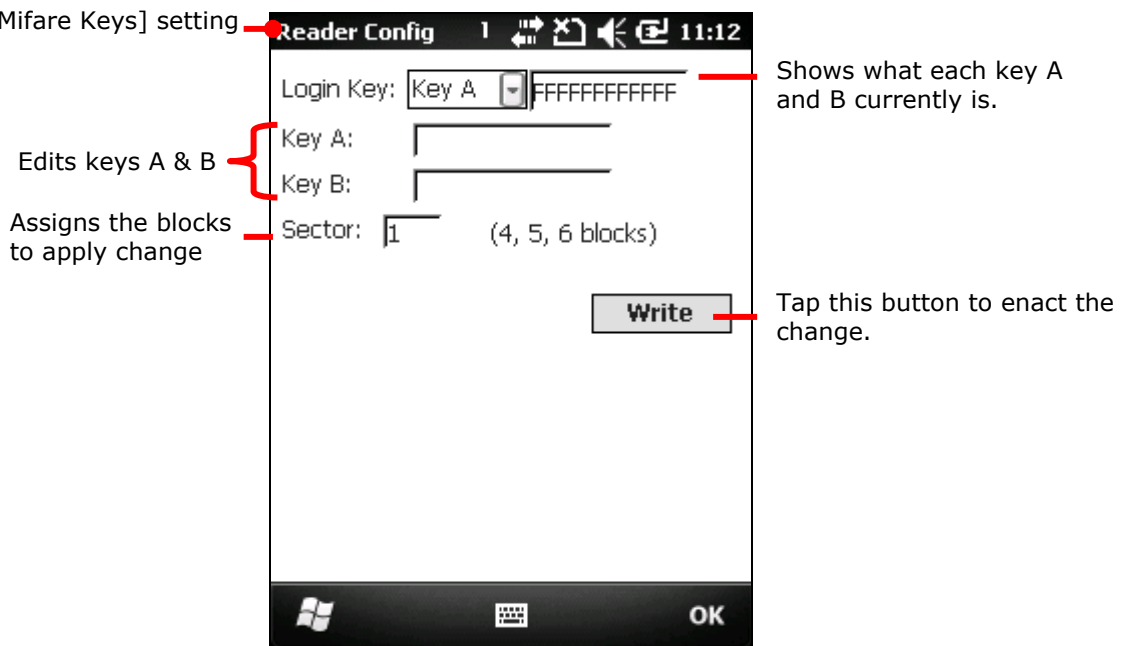 Mifare Keys] setting
Reader Config 11:12
Login Key: Key A FFFFFFFFFFFF
Shows what each key A
and B currently is.
Key A:
Edits keys A & B
Key B:
Assigns the blocks
to apply change
Sector: 1 (4, 5, 6 blocks)
Write
Tap this button to enact the
change.
OK